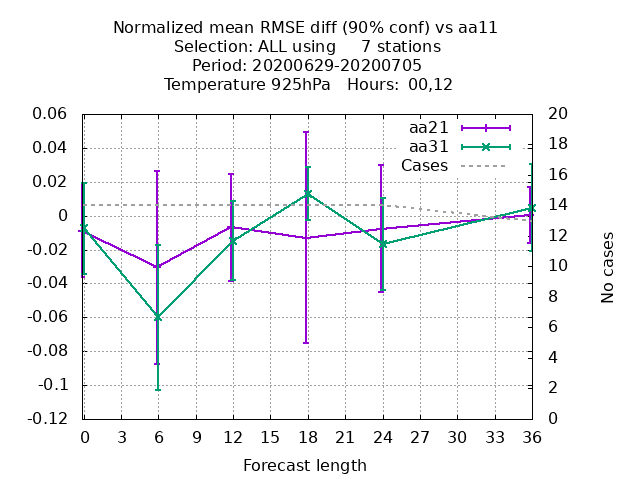 Normalized mean RMSE diff (90% conf) vs aa11
Selection: ALL using 7 stations
Period: 20200629-20200705
Temperature 925hPa Hours: 00,12
0.06
0.04
0.02
0
-0.02
-0.04
-0.06
-0.08
-0.1
-0.12
aa21
aa31
Cases
20
18
16
14
12
10
8
6
4
2
0
No cases
0 3 6 9 12 15 18 21 24 27 30 33 36
Forecast length